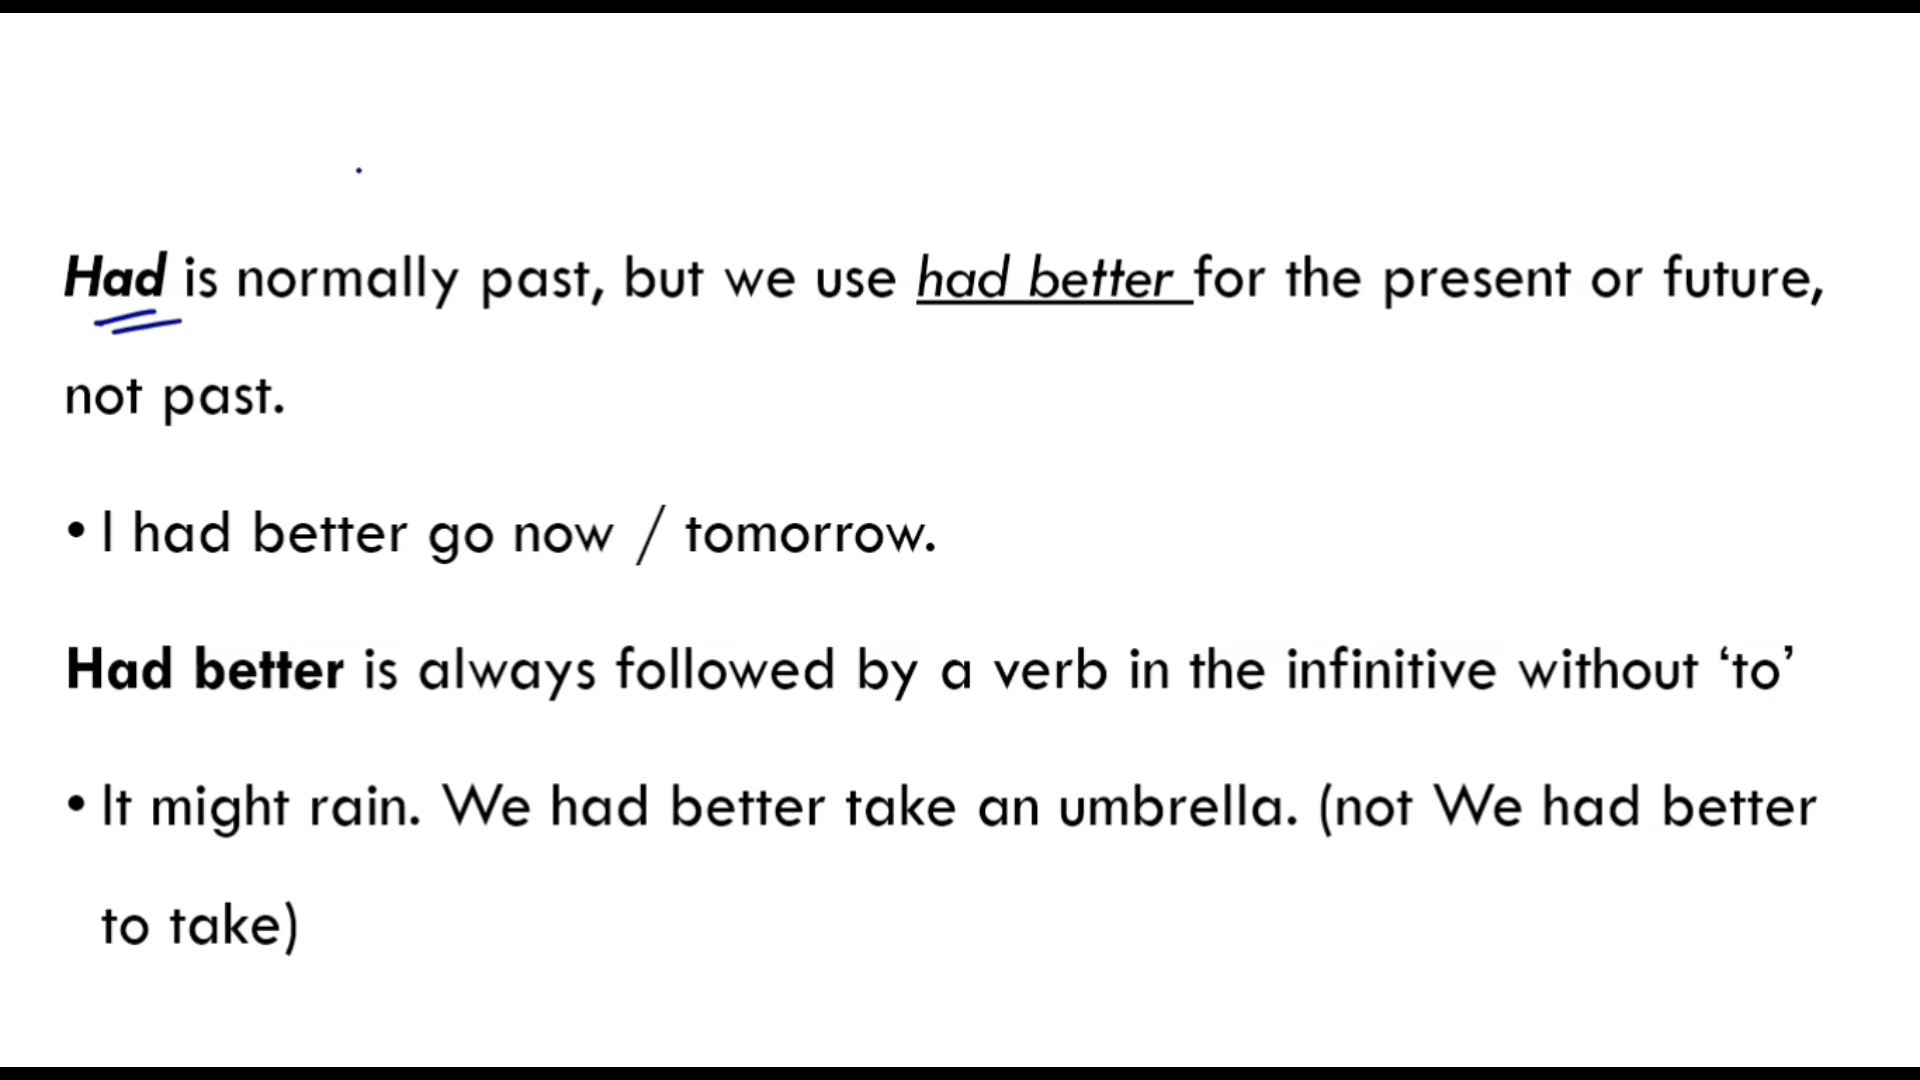 Had is normally past, but we use had better for the present or future,
not past.
• I had better go now / tomorrow.
Had better is always followed by a verb in the infinitive without ‘to’
• It might rain. We had better take an umbrella. (not We had better
to take)